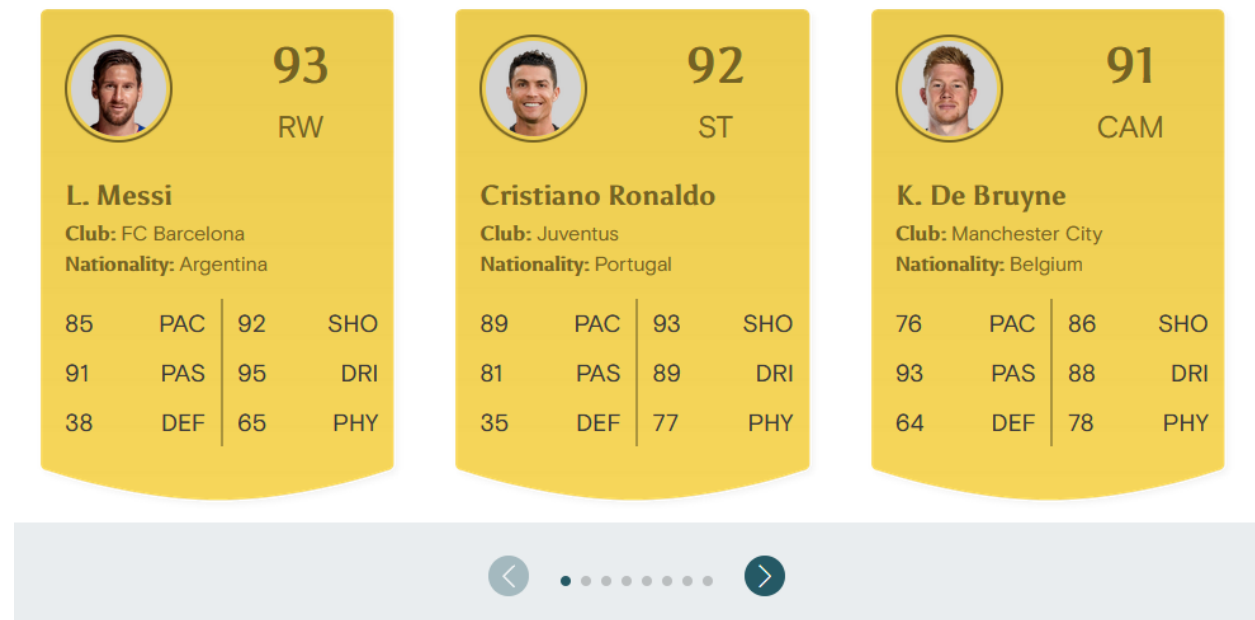 93
RW
L. Messi
Club: FC Barcelona
Nationality: Argentina
85 PAC 92 SHO
91 PAS 95 DRI
38 DEF 65 PHY
92
ST
Cristiano Ronaldo
Club: Juventus
Nationality: Portugal
89 PAC 93 SHO
81 PAS 89 DRI
35 DEF 77 PHY
91
CAM
K. De Bruyne
Club: Manchester City
Nationality: Belgium
76 PAC 86 SHO
93 PAS 88 DRI
64 DEF 78 PHY